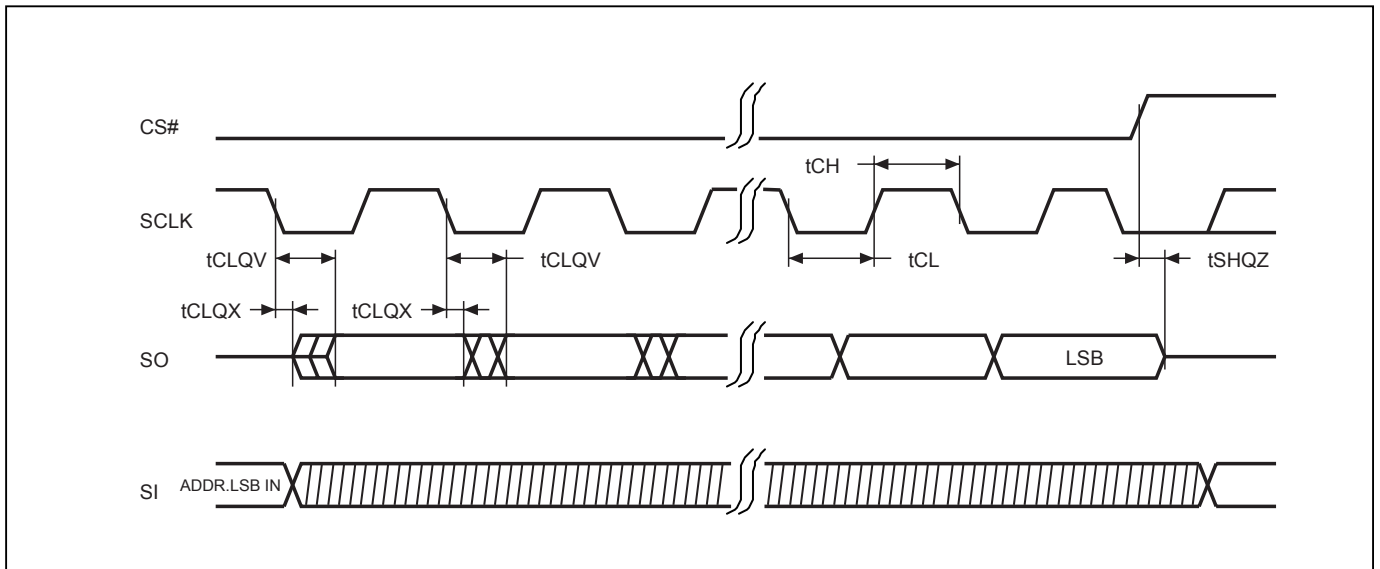 CS#
tCH
SCLK
tCLQV
tCLQV
tCL
tSHQZ
tCLQX
tCLQX
SO
LSB
SI
ADDR.LSB IN